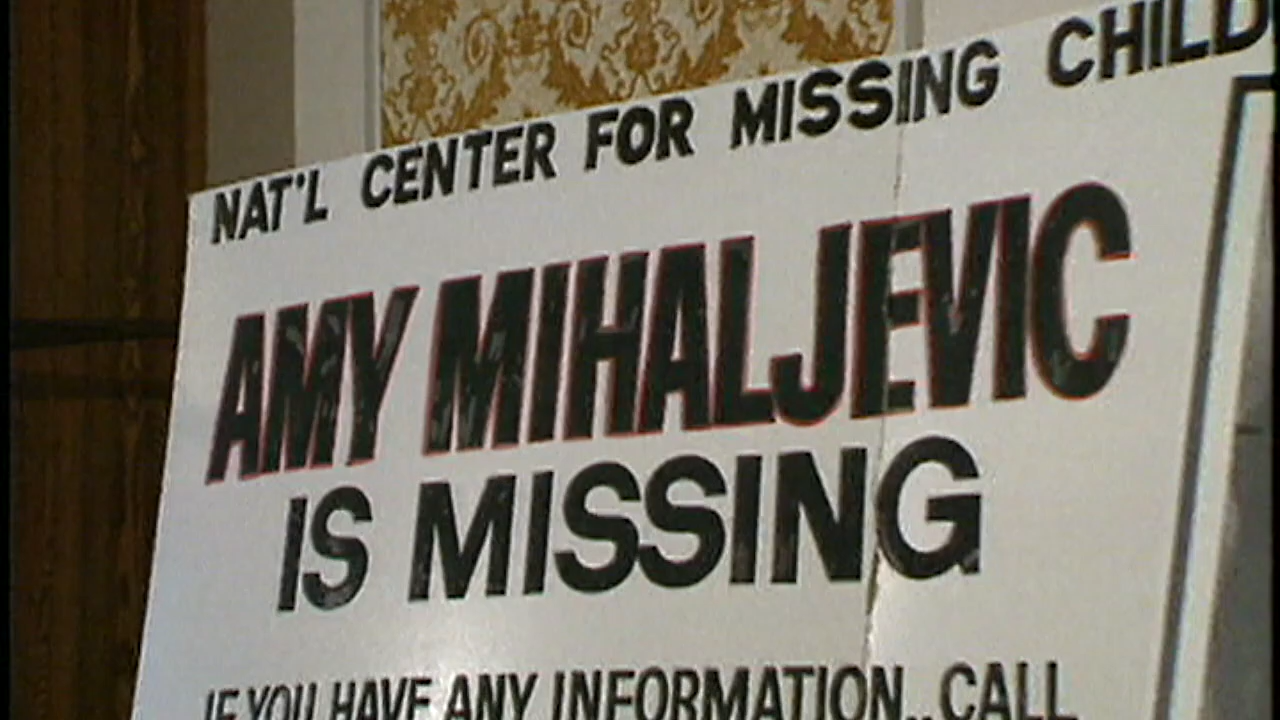 NAT'L CENTER FOR MISSING CHILD
AMY MIHALJEVIC
IS MISSING
IF YOU HAVE ANY INFORMATION.. CALL